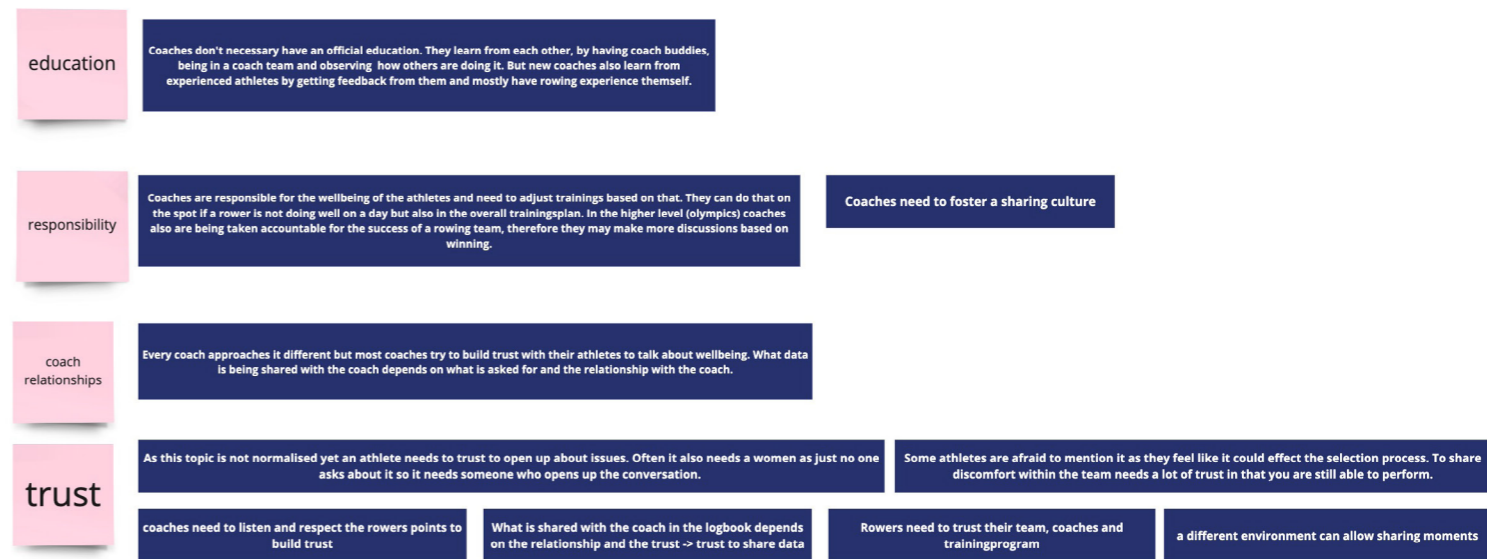 education
Coaches don't necessary have an official education. They learn from each other, by having coach buddies,
being in a coach team and observing how others are doing it. But new coaches also learn from
experienced athletes by getting feedback from them and mostly have rowing experience themself.
responsibility
Coaches are responsible for the wellbeing of the athletes and need to adjust trainings based on that. They can do that on
the spot if a rower is not doing well on a day but also in the overall trainingsplan. In the higher level (olympics) coaches
also are being taken accountable for the success of a rowing team, therefore they may make more discussions based on
winning.
Coaches need to foster a sharing culture
coach
relationships
Every coach approaches it different but most coaches try to build trust with their athletes to talk about wellbeing. What data
is being shared with the coach depends on what is asked for and the relationship with the coach.
trust
As this topic is not normalised yet an athlete needs to trust to open up about issues. Often it also needs a women as just no one
asks about it so it needs someone who opens up the conversation.
Some athletes are afraid to mention it as they feel like it could effect the selection process. To share
discomfort within the team needs a lot of trust in that you are still able to perform.
coaches need to listen and respect the rowers points to
build trust
What is shared with the coach in the logbook depends
on the relationship and the trust -> trust to share data
Rowers need to trust their team, coaches and
trainingprogram
a different environment can allow sharing moments